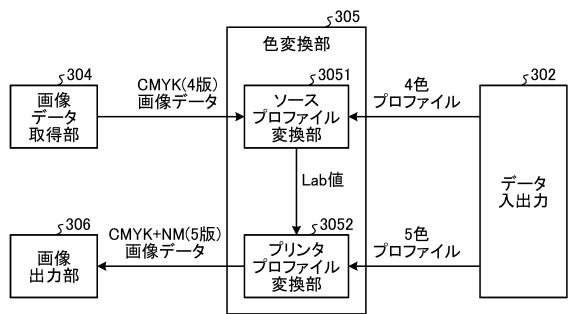 305
色変換部
304
画像
データ
取得部
CMYK(4版)
画像データ
3051
ソース
プロファイル
変換部
4色
プロファイル
302
データ
入出力
Lab値
306
画像
出力部
CMYK+NM(5版)
画像データ
3052
プリンタ
プロファイル
変換部
5色
プロファイル